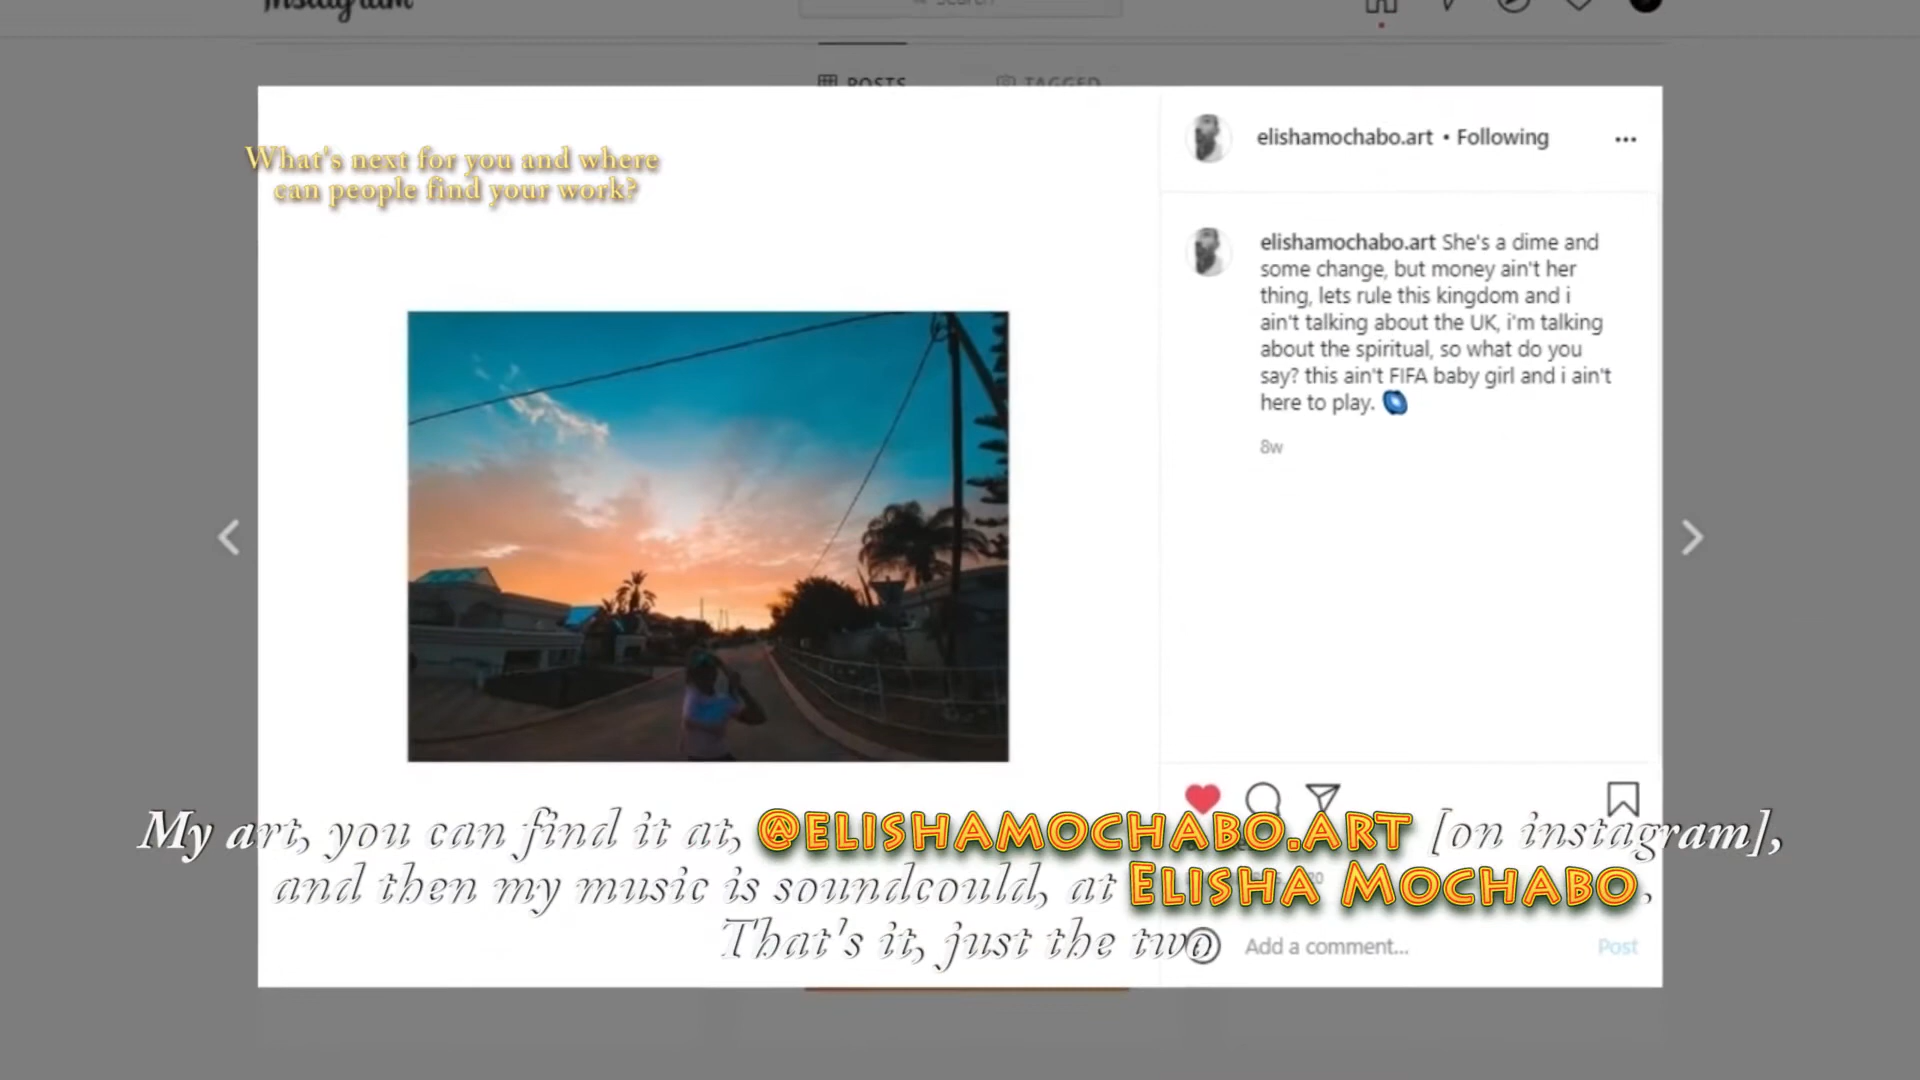 Instagram
Search
POSTS
TAGGED
What's next for you and where
can people find your work?
elishamochabo.art • Following
elishamochabo.art She's a dime and
some change, but money ain't her
thing, lets rule this kingdom and i
ain't talking about the UK, i'm talking
about the spiritual, so what do you
say? this ain't FIFA baby girl and i ain't
here to play.
8w
My art, you can find it at, @ELISHAMOCHABO.ART [on instagram],
and then my music is soundcould, at ELISHA MOCHABO.
That's it, just the two
Add a comment...
Post